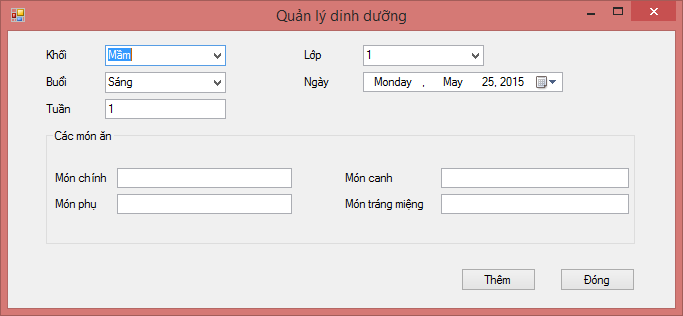 Quản lý dinh dưỡng
Khối Mầm Lớp 1
Buổi Sáng Ngày Monday , May 25, 2015
Tuần 1
Các món ăn
Món chính Món canh
Món phụ Món tráng miệng
Thêm Đóng